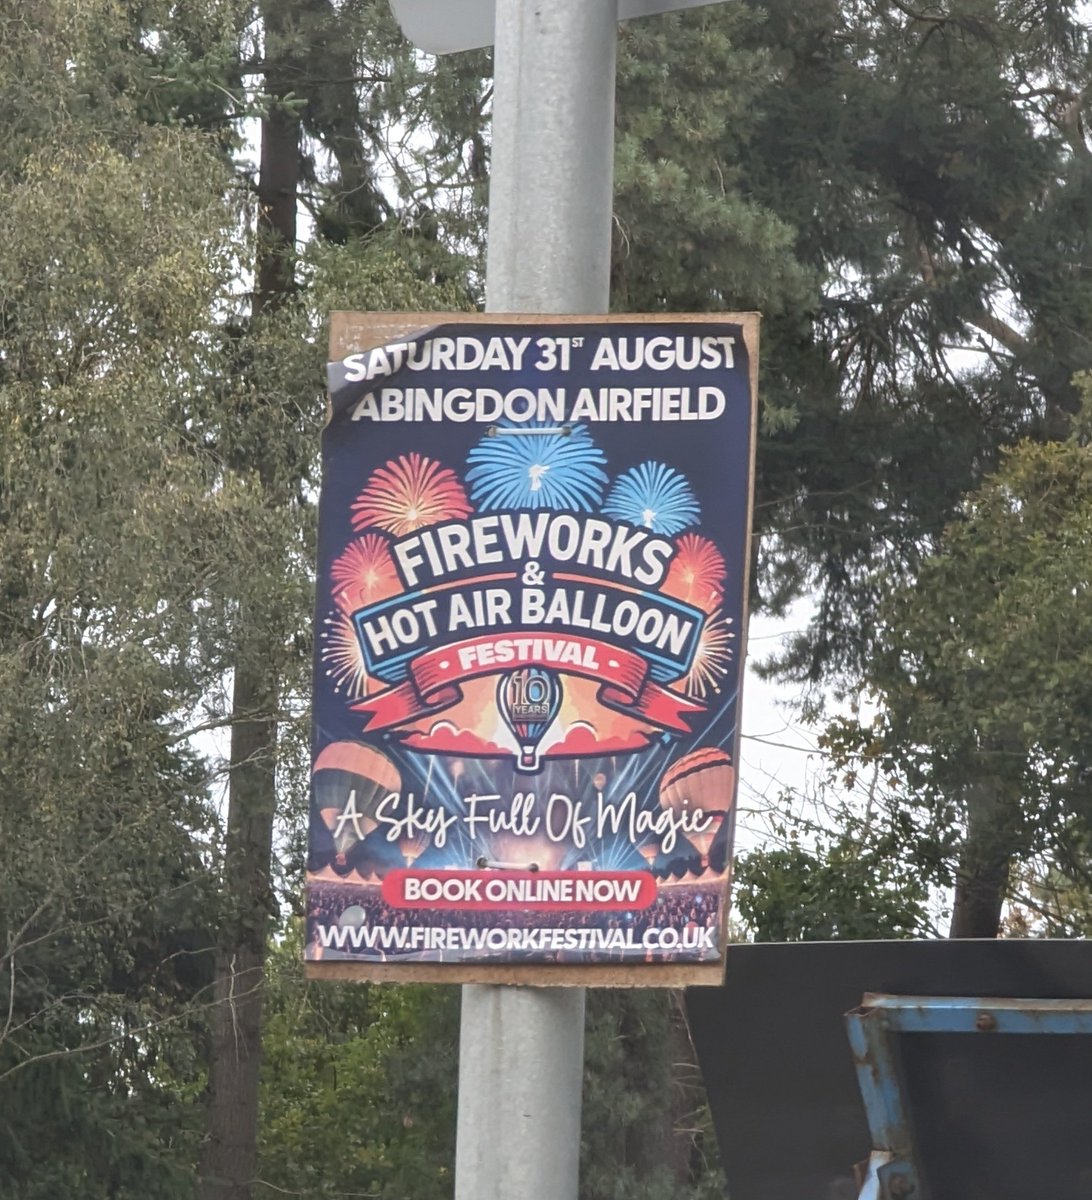 SATURDAY 31ST AUGUST
ABINGDON AIRFIELD
FIREWORKS
&
HOT AIR BALLOON
· FESTIVAL ·
10
YEARS
A Sky Full Of Magic
BOOK ONLINE NOW
WWW.FIREWORKFESTIVAL.CO.UK